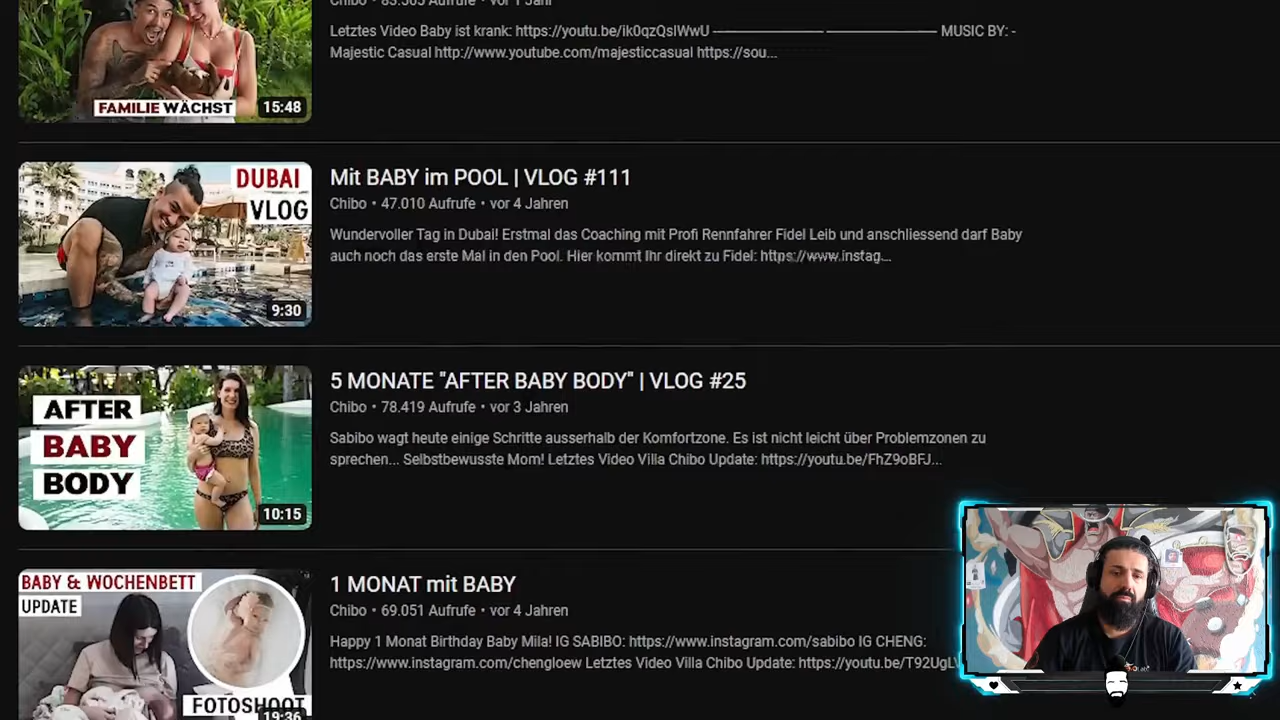 Letztes Video Baby ist krank: https://youtu.be/ik0qzQslWwU ———————— - ———————— MUSIC BY: -
Majestic Casual http://www.youtube.com/majesticcasual https://sou...
FAMILIE WÄCHST
15:48
DUBAI
VLOG
9:30
Mit BABY im POOL | VLOG #111
Chibo • 47.010 Aufrufe • vor 4 Jahren
Wundervoller Tag in Dubai! Erstmal das Coaching mit Profi Rennfahrer Fidel Leib und anschliessend darf Baby
auch noch das erste Mal in den Pool. Hier kommt Ihr direkt zu Fidel: https://www.instag...
AFTER
BABY
BODY
10:15
5 MONATE "AFTER BABY BODY" | VLOG #25
Chibo • 78.419 Aufrufe • vor 3 Jahren
Sabibo wagt heute einige Schritte ausserhalb der Komfortzone. Es ist nicht leicht über Problemzonen zu
sprechen... Selbstbewusste Mom! Letztes Video Villa Chibo Update: https://youtu.be/FhZ9oBFJ...
BABY & WOCHENBETT
UPDATE
FOTOSHOOT
19:36
1 MONAT mit BABY
Chibo • 69.051 Aufrufe • vor 4 Jahren
Happy 1 Monat Birthday Baby Mila! IG SABIBO: https://www.instagram.com/sabibo IG CHENG:
https://www.instagram.com/chengloew Letztes Video Villa Chibo Update: https://youtu.be/T92UgL